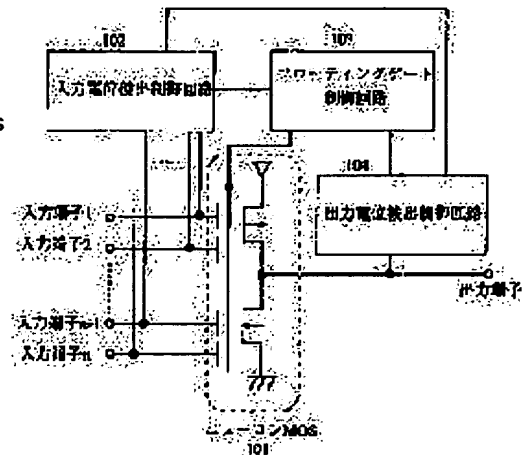 102
103
入力電位検出制御回路
フローティングゲート
制御回路
104
出力電位検出制御回路
入力端子1
入力端子2
入力端子n-1
入力端子n
出力端子
ニューロンMOS
101
S